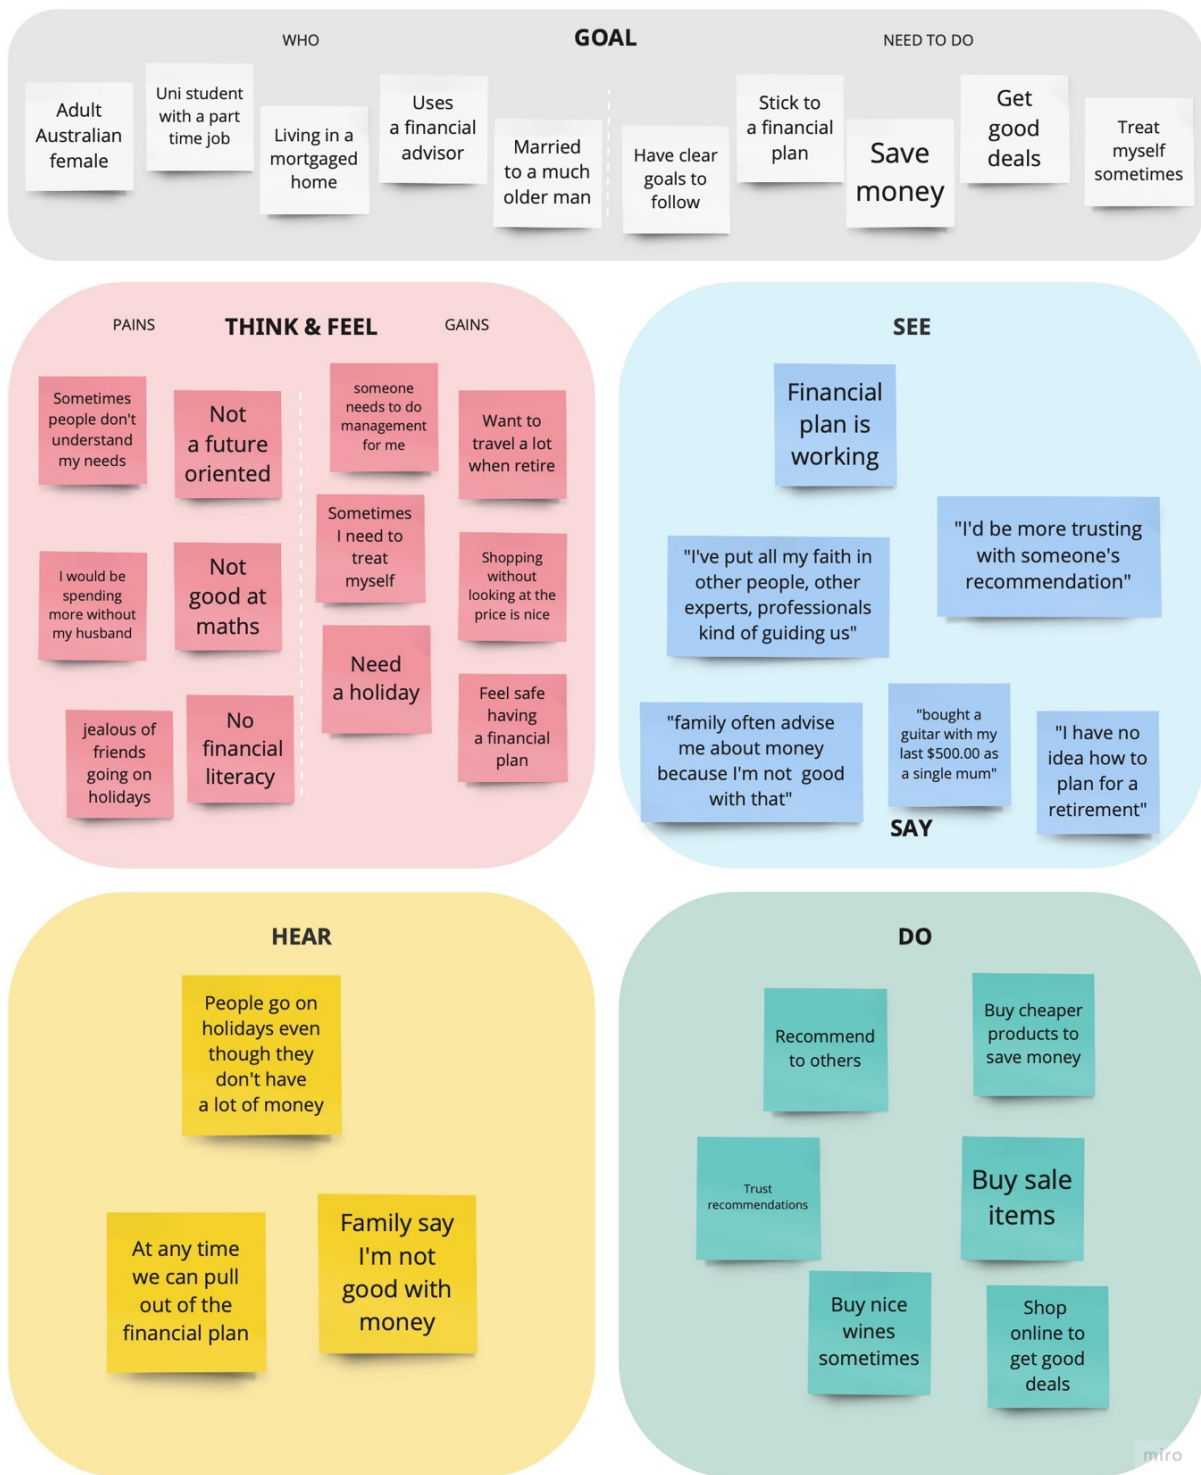 WHO
GOAL
NEED TO DO
Adult
Australian
female
Uni student
with a part
time job
Living in a
mortgaged
home
Uses
a financial
advisor
Married
to a much
older man
Have clear
goals to
follow
Stick to
a financial
plan
Save
money
Get
good
deals
Treat
myself
sometimes
PAINS
THINK & FEEL
GAINS
Sometimes
people don't
understand
my needs
Not
a future
oriented
I would be
spending
more without
my husband
Not
good at
maths
jealous of
friends
going on
holidays
No
financial
literacy
someone
needs to do
management
for me
Want to
travel a lot
when retire
Sometimes
I need to
treat
myself
Shopping
without
looking at the
price is nice
Need
a holiday
Feel safe
having
a financial
plan
SEE
Financial
plan is
working
"I'd be more trusting
with someone's
recommendation"
"I've put all my faith in
other people, other
experts, professionals
kind of guiding us"
"family often advise
me about money
because I'm not  good
with that"
"bought a
guitar with my
last $500.00 as
a single mum"
"I have no
idea how to
plan for a
retirement"
SAY
HEAR
People go on
holidays even
though they
don't have
a lot of money
At any time
we can pull
out of the
financial plan
Family say
I'm not
good with
money
DO
Recommend
to others
Buy cheaper
products to
save money
Trust
recommendations
Buy sale
items
Buy nice
wines
sometimes
Shop
online to
get good
deals
miro